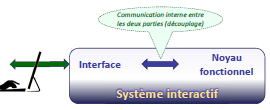 Communication interne entre
les deux parties (découplage)
Interface
Noyau
fonctionnel
Système interactif